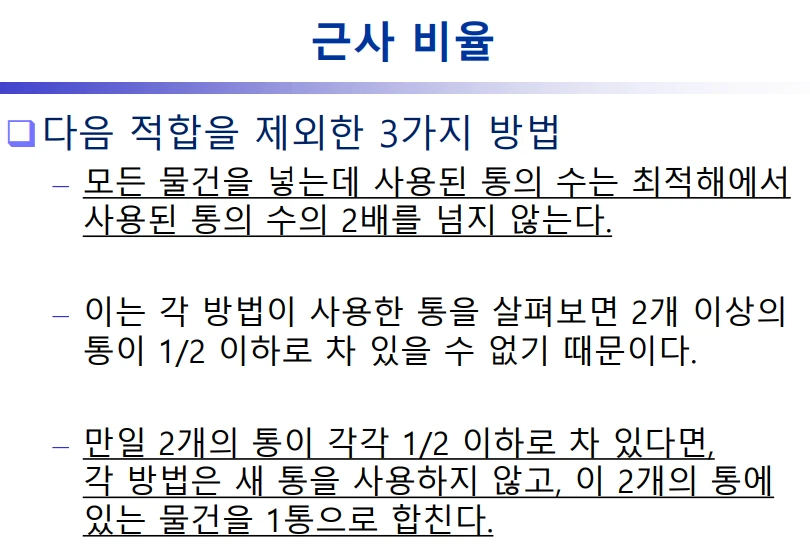 근사 비율
다음 적합을 제외한 3가지 방법
– 모든 물건을 넣는데 사용된 통의 수는 최적해에서
사용된 통의 수의 2배를 넘지 않는다.
– 이는 각 방법이 사용한 통을 살펴보면 2개 이상의
통이 1/2 이하로 차 있을 수 없기 때문이다.
– 만일 2개의 통이 각각 1/2 이하로 차 있다면,
각 방법은 새 통을 사용하지 않고, 이 2개의 통에
있는 물건을 1통으로 합친다.